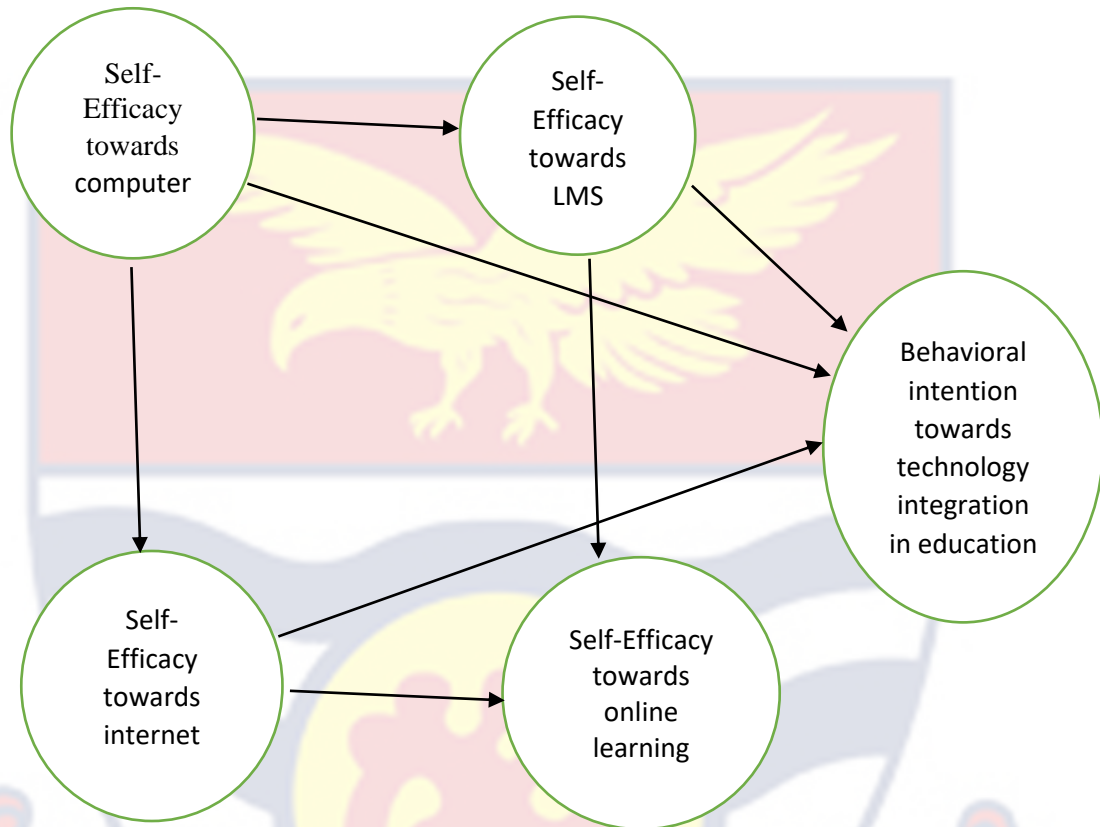 Self-
Efficacy
towards
computer
Self-
Efficacy
towards
LMS
Behavioral
intention
towards
technology
integration
in education
Self-
Efficacy
towards
internet
Self-Efficacy
towards
online
learning